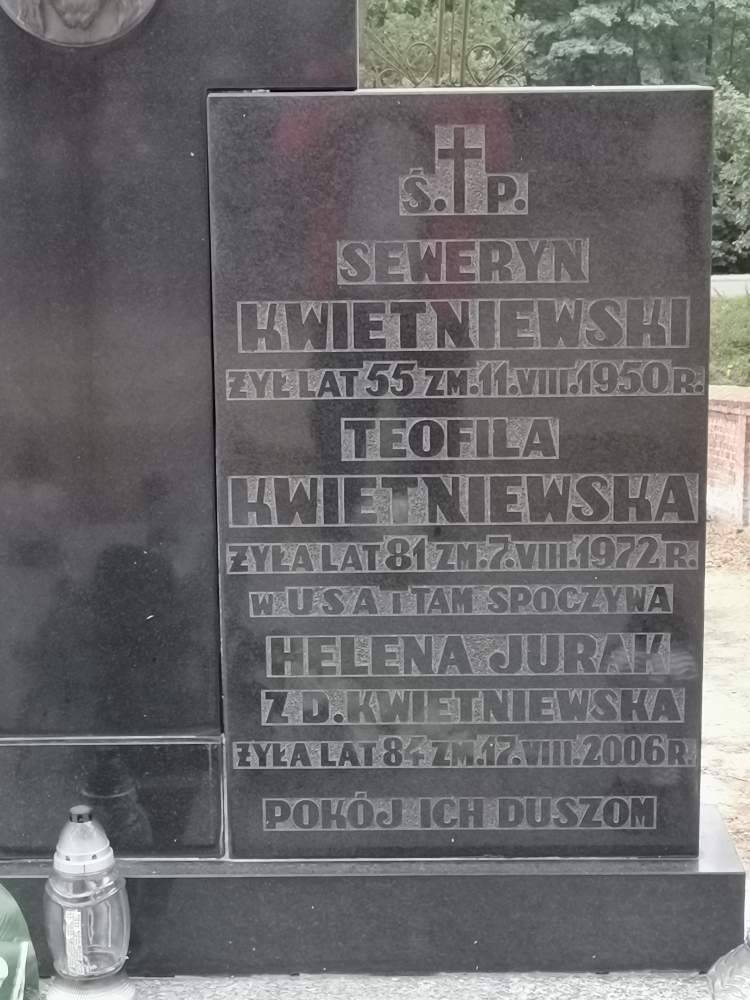 Ś. P.
SEWERYN
KWIETNIEWSKI
ŻYŁ LAT 55 ZM. 11.VIII.1950 R.
TEOFILA
KWIETNIEWSKA
ŻYŁA LAT 81 ZM. 7.VIII.1972 R.
W USA I TAM SPOCZYWA
HELENA JURAK
Z D. KWIETNIEWSKA
ŻYŁA LAT 84 ZM. 17.VIII.2006 R.
POKÓJ ICH DUSZOM